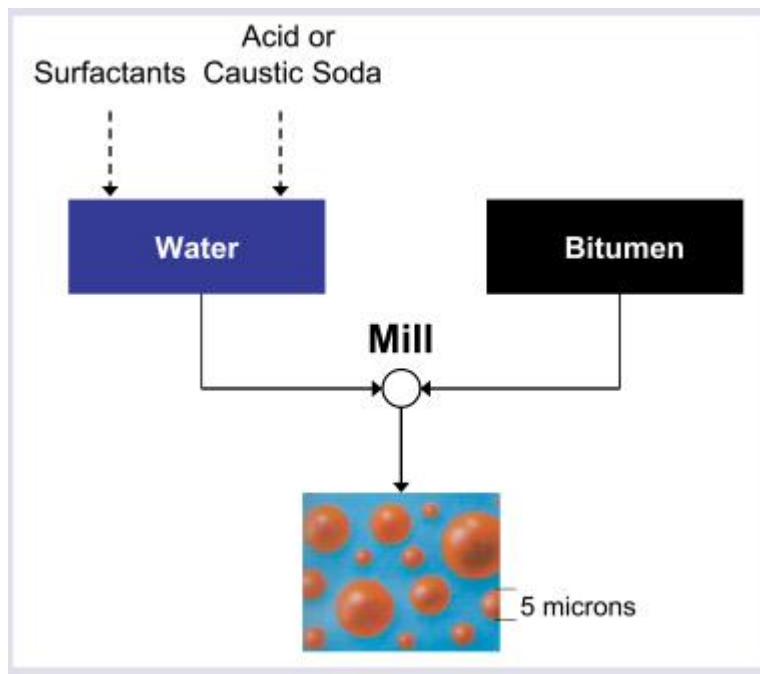 Acid or
Surfactants Caustic Soda
Water
Bitumen
Mill
5 microns